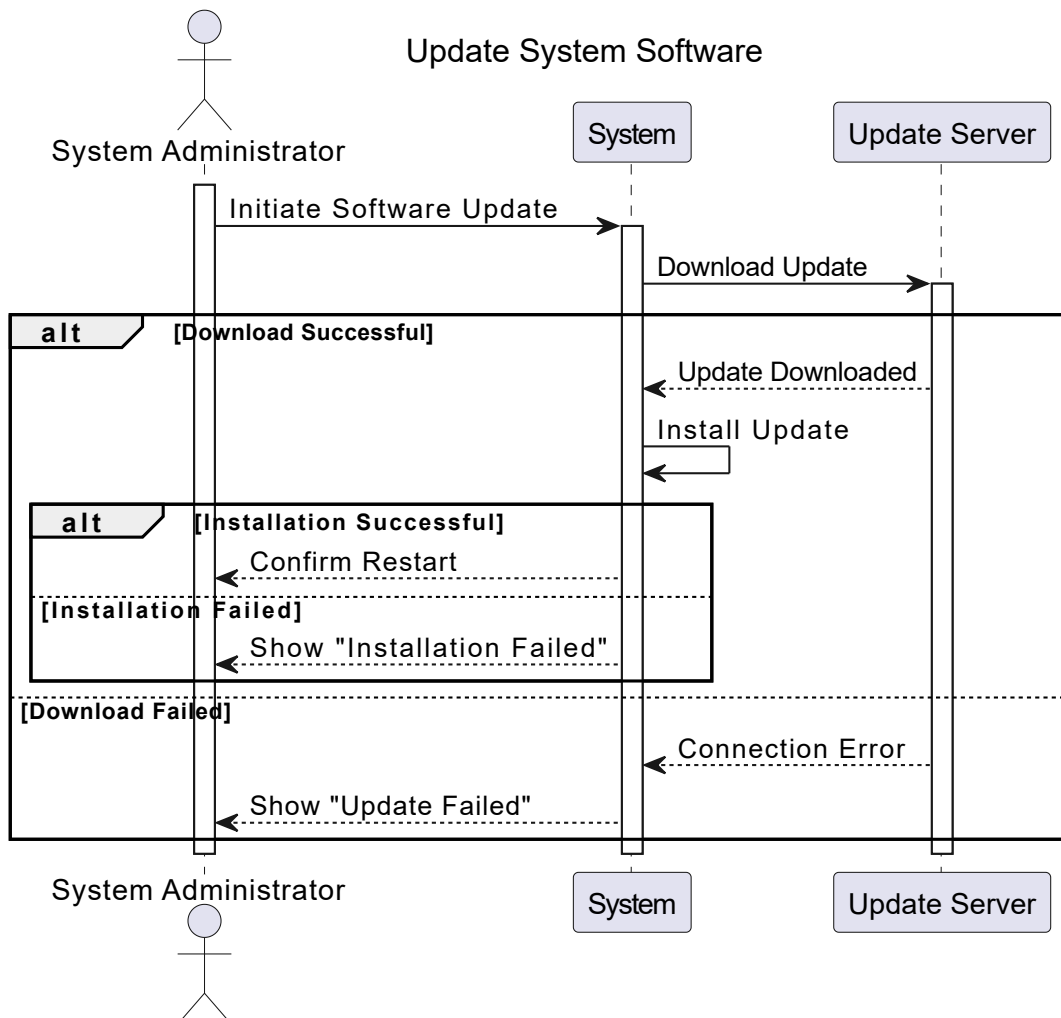 Update System Software
System Administrator
System
Update Server
Initiate Software Update
Download Update
alt
[Download Successful]
Update Downloaded
Install Update
alt
[Installation Successful]
Confirm Restart
[Installation Failed]
Show "Installation Failed"
[Download Failed]
Connection Error
Show "Update Failed"
System Administrator
System
Update Server